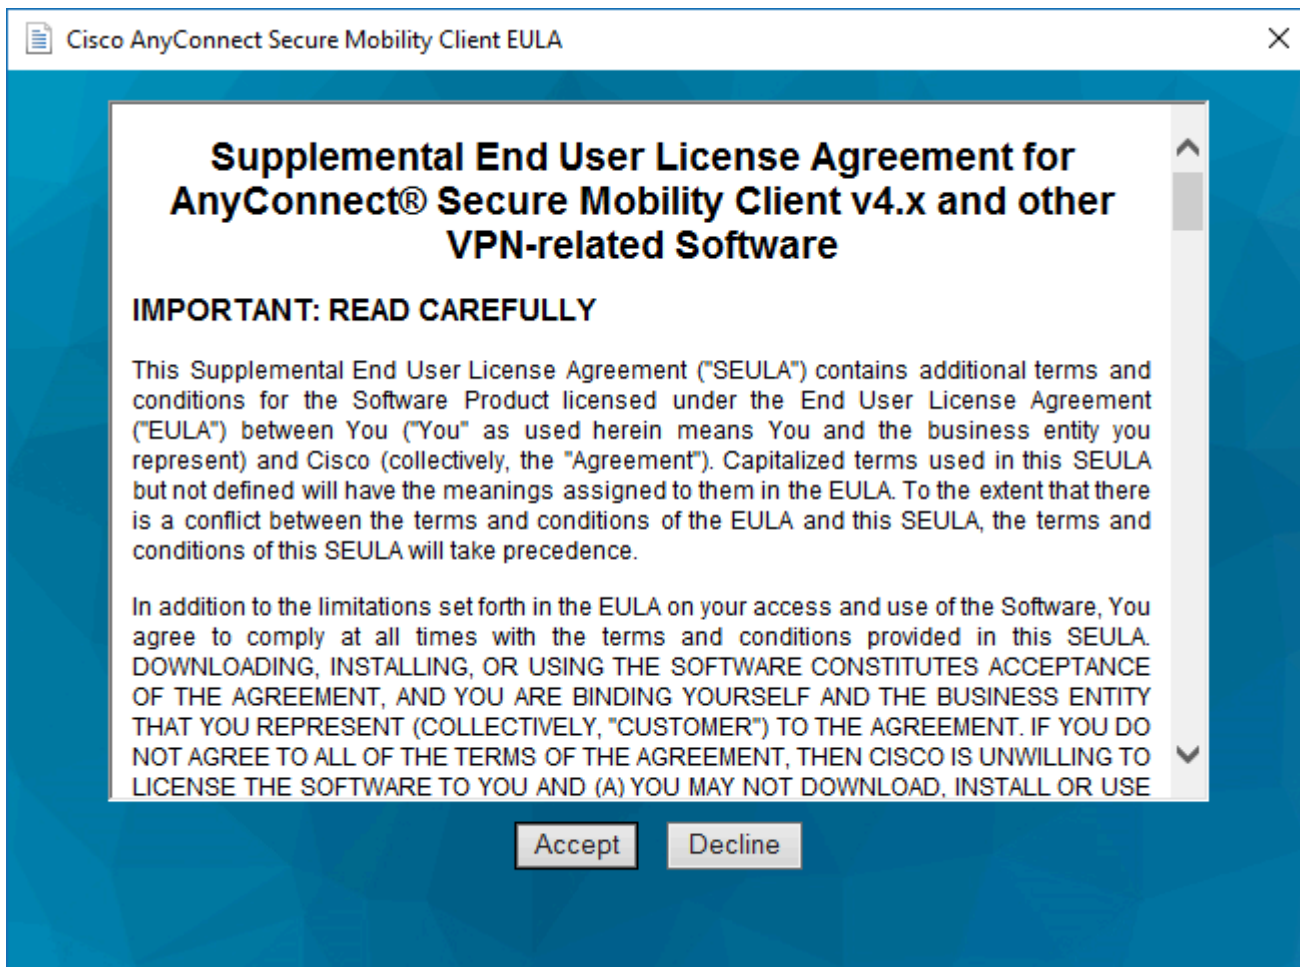 Cisco AnyConnect Secure Mobility Client EULA
Supplemental End User License Agreement for
AnyConnect® Secure Mobility Client v4.x and other
VPN-related Software
IMPORTANT: READ CAREFULLY
This Supplemental End User License Agreement ("SEULA") contains additional terms and
conditions for the Software Product licensed under the End User License Agreement
("EULA") between You ("You" as used herein means You and the business entity you
represent) and Cisco (collectively, the "Agreement"). Capitalized terms used in this SEULA
but not defined will have the meanings assigned to them in the EULA. To the extent that there
is a conflict between the terms and conditions of the EULA and this SEULA, the terms and
conditions of this SEULA will take precedence.
In addition to the limitations set forth in the EULA on your access and use of the Software, You
agree to comply at all times with the terms and conditions provided in this SEULA.
DOWNLOADING, INSTALLING, OR USING THE SOFTWARE CONSTITUTES ACCEPTANCE
OF THE AGREEMENT, AND YOU ARE BINDING YOURSELF AND THE BUSINESS ENTITY
THAT YOU REPRESENT (COLLECTIVELY, "CUSTOMER") TO THE AGREEMENT. IF YOU DO
NOT AGREE TO ALL OF THE TERMS OF THE AGREEMENT, THEN CISCO IS UNWILLING TO
LICENSE THE SOFTWARE TO YOU AND (A) YOU MAY NOT DOWNLOAD, INSTALL OR USE
Accept Decline